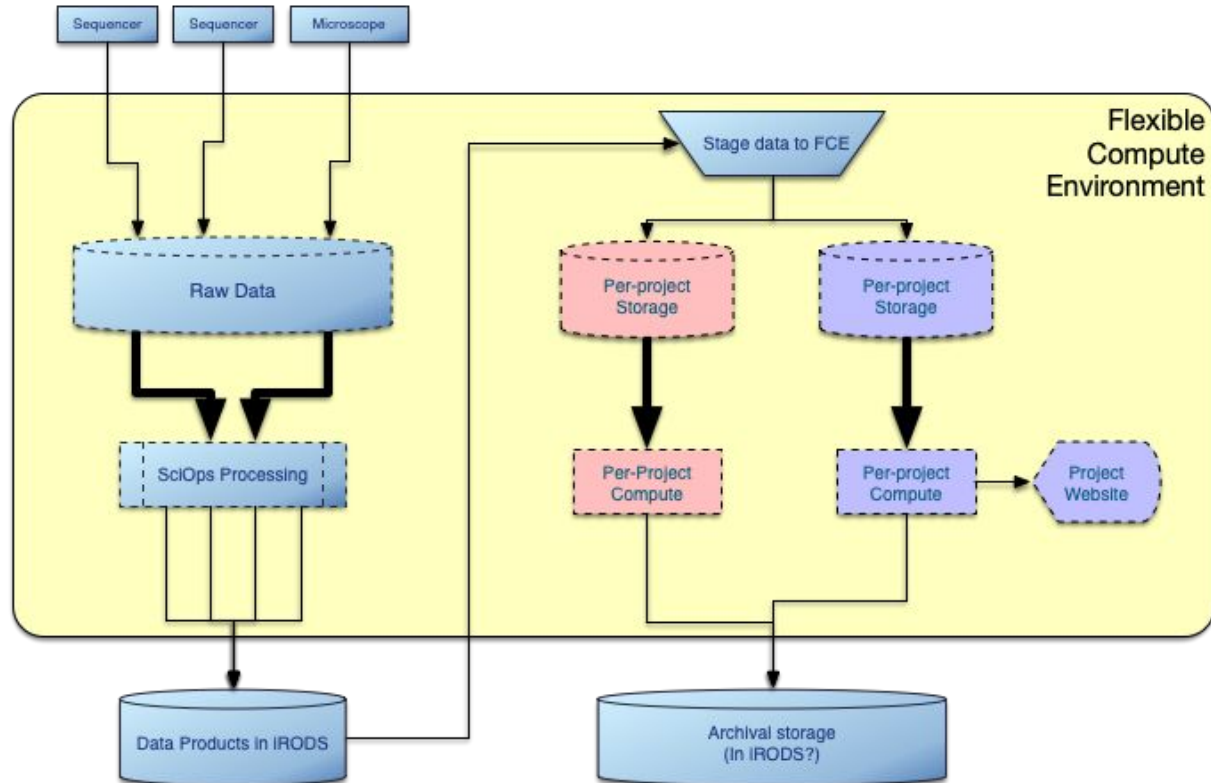 Sequencer
Sequencer
Microscope
Flexible
Compute
Environment
Stage data to FCE
Raw Data
Per-project
Storage
Per-project
Storage
SciOps Processing
Per-Project
Compute
Per-project
Compute
Project
Website
Data Products in iRODS
Archival storage
(In iRODS?)